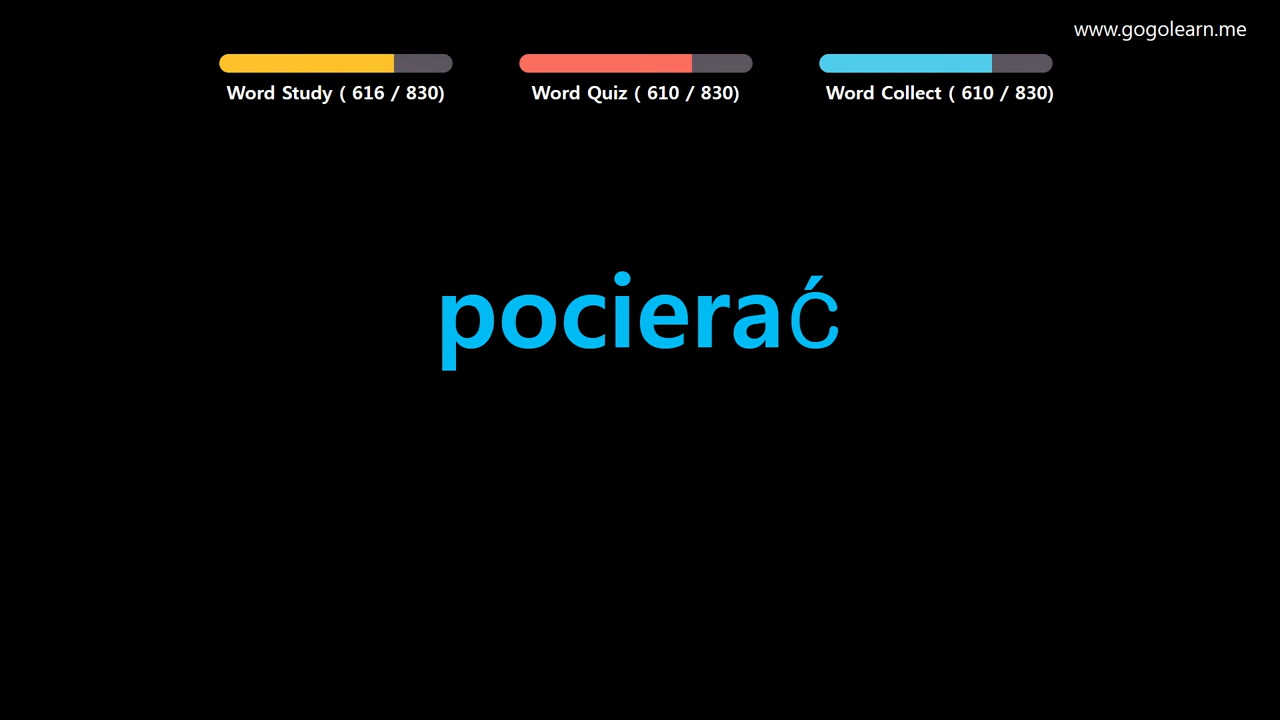 www.gogolearn.me
Word Study ( 616 / 830)
Word Quiz ( 610 / 830)
Word Collect ( 610 / 830)
pocierać